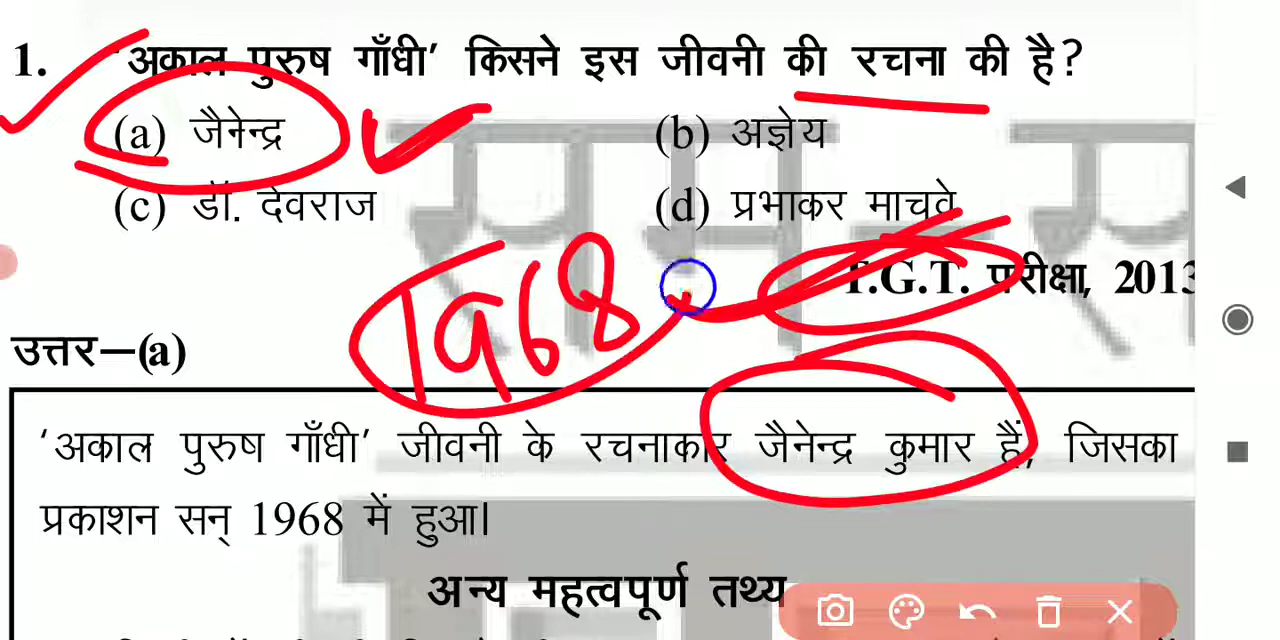 1. 'अकाल पुरुष गाँधी' किसने इस जीवनी की रचना की है?
(a) जैनेन्द्र (b) अज्ञेय
(c) डॉ. देवराज (d) प्रभाकर माचवे
T.G.T. परीक्षा, 2013
1968
उत्तर—(a)
'अकाल पुरुष गाँधी' जीवनी के रचनाकार जैनेन्द्र कुमार हैं, जिसका
प्रकाशन सन् 1968 में हुआ।
अन्य महत्वपूर्ण तथ्य